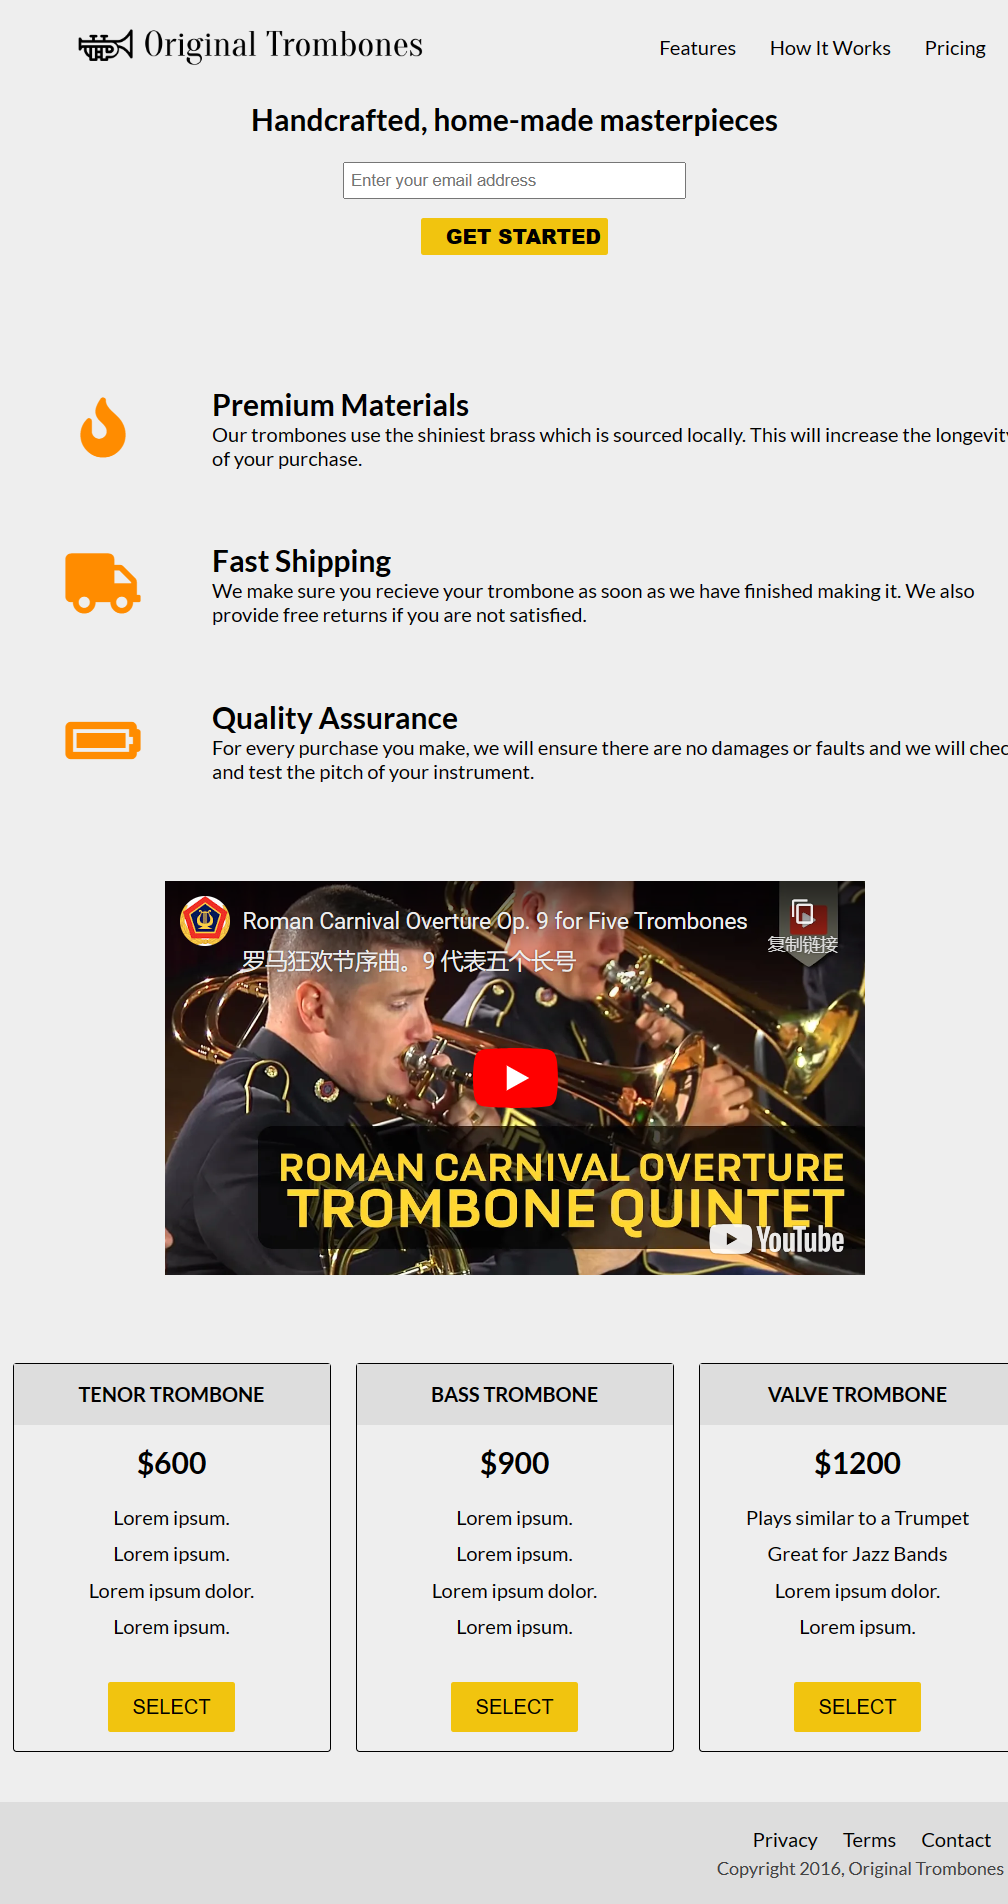 Original Trombones
Features How It Works Pricing
Handcrafted, home-made masterpieces
Enter your email address
GET STARTED
Premium Materials
Our trombones use the shiniest brass which is sourced locally. This will increase the longevity
of your purchase.
Fast Shipping
We make sure you recieve your trombone as soon as we have finished making it. We also
provide free returns if you are not satisfied.
Quality Assurance
For every purchase you make, we will ensure there are no damages or faults and we will chec
and test the pitch of your instrument.
Roman Carnival Overture Op. 9 for Five Trombones
罗马狂欢节序曲。9 代表五个长号
复制链接
ROMAN CARNIVAL OVERTURE
TROMBONE QUINTET
YouTube
TENOR TROMBONE
$600
Lorem ipsum.
Lorem ipsum.
Lorem ipsum dolor.
Lorem ipsum.
SELECT
BASS TROMBONE
$900
Lorem ipsum.
Lorem ipsum.
Lorem ipsum dolor.
Lorem ipsum.
SELECT
VALVE TROMBONE
$1200
Plays similar to a Trumpet
Great for Jazz Bands
Lorem ipsum dolor.
Lorem ipsum.
SELECT
Privacy Terms Contact
Copyright 2016, Original Trombones